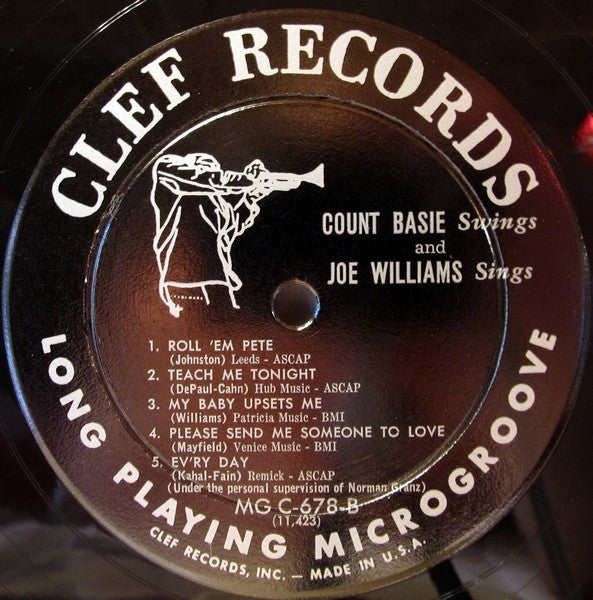 CLEF RECORDS
COUNT BASIE Swings
and
JOE WILLIAMS Sings
1. ROLL 'EM PETE
(Johnston) Leeds - ASCAP
2. TEACH ME TONIGHT
(DePaul-Cahn) Hub Music - ASCAP
3. MY BABY UPSETS ME
(Williams) Patricia Music - BMI
4. PLEASE SEND ME SOMEONE TO LOVE
(Mayfield) Venice Music - BMI
5. EV'RY DAY
(Kahal-Fain) Remick - ASCAP
(Under the personal supervision of Norman Granz)
MG C-678-B
(11,423)
LONG PLAYING MICROGROOVE
CLEF RECORDS, INC. — MADE IN U.S.A.